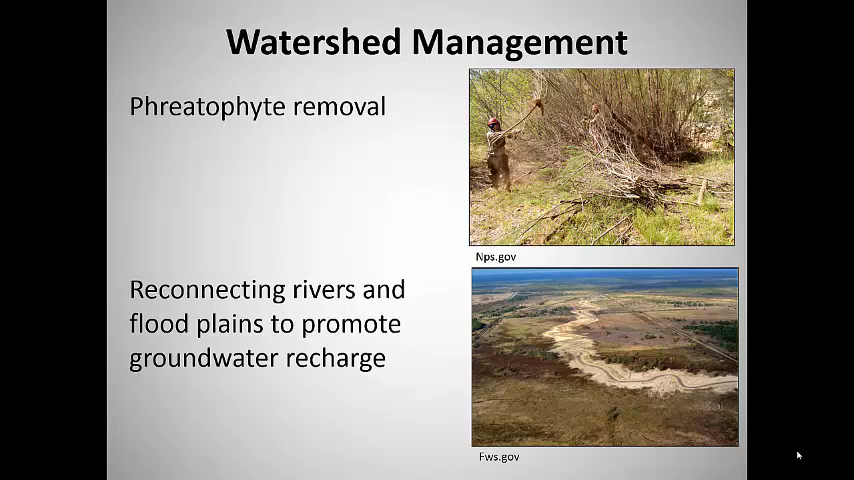 Watershed Management
Phreatophyte removal
Nps.gov
Reconnecting rivers and
flood plains to promote
groundwater recharge
Fws.gov